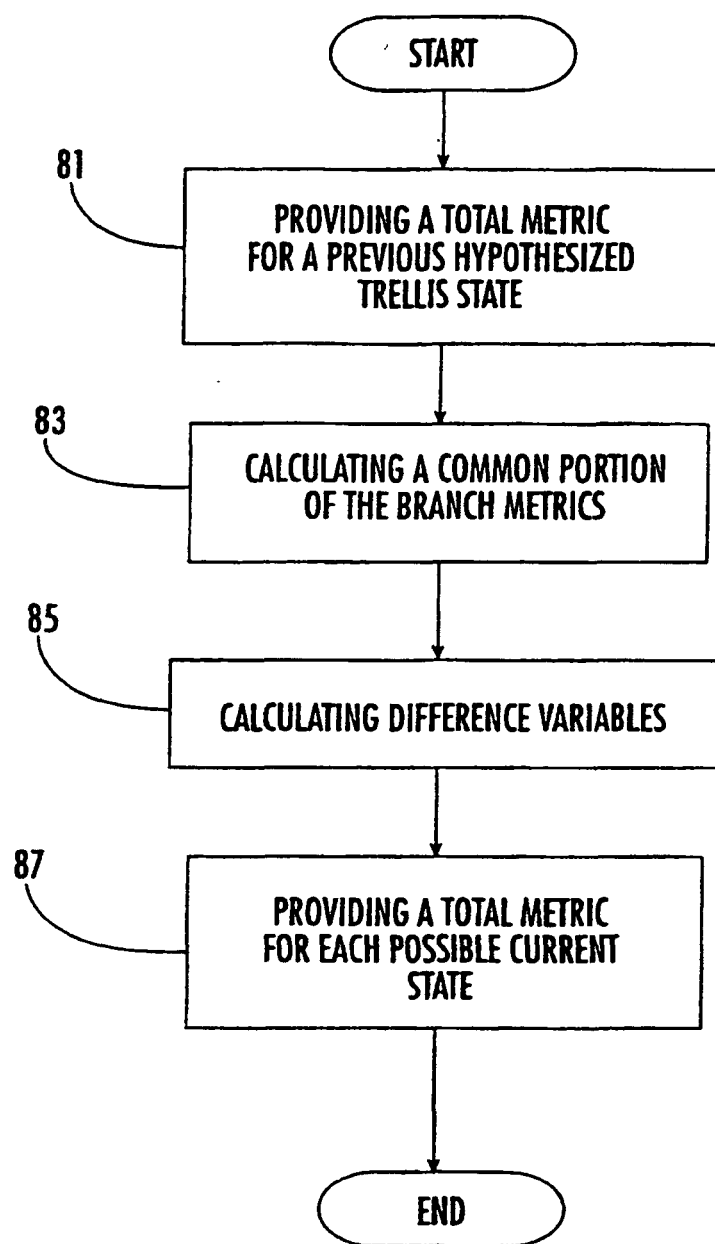 START
81
PROVIDING A TOTAL METRIC
FOR A PREVIOUS HYPOTHESIZED
TRELLIS STATE
83
CALCULATING A COMMON PORTION
OF THE BRANCH METRICS
85
CALCULATING DIFFERENCE VARIABLES
87
PROVIDING A TOTAL METRIC
FOR EACH POSSIBLE CURRENT
STATE
END